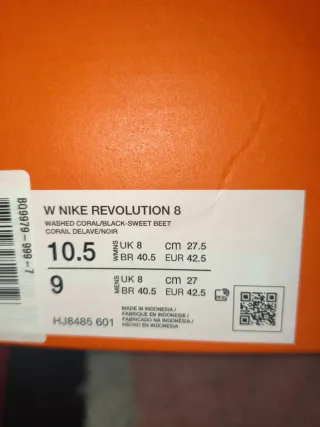 W NIKE REVOLUTION 8
WASHED CORAL/BLACK-SWEET BEET
CORAIL DELAVE/NOIR
10.5 WMNS UK 8 cm 27.5
BR 40.5 EUR 42.5
9 MENS UK 8 cm 27
BR 40.5 EUR 42.5
MADE IN INDONESIA /
FABRIQUE EN INDONESIE /
FABRICADO NA INDONESIA /
HECHO EN INDONESIA
HJ8485 601
809979-999-7